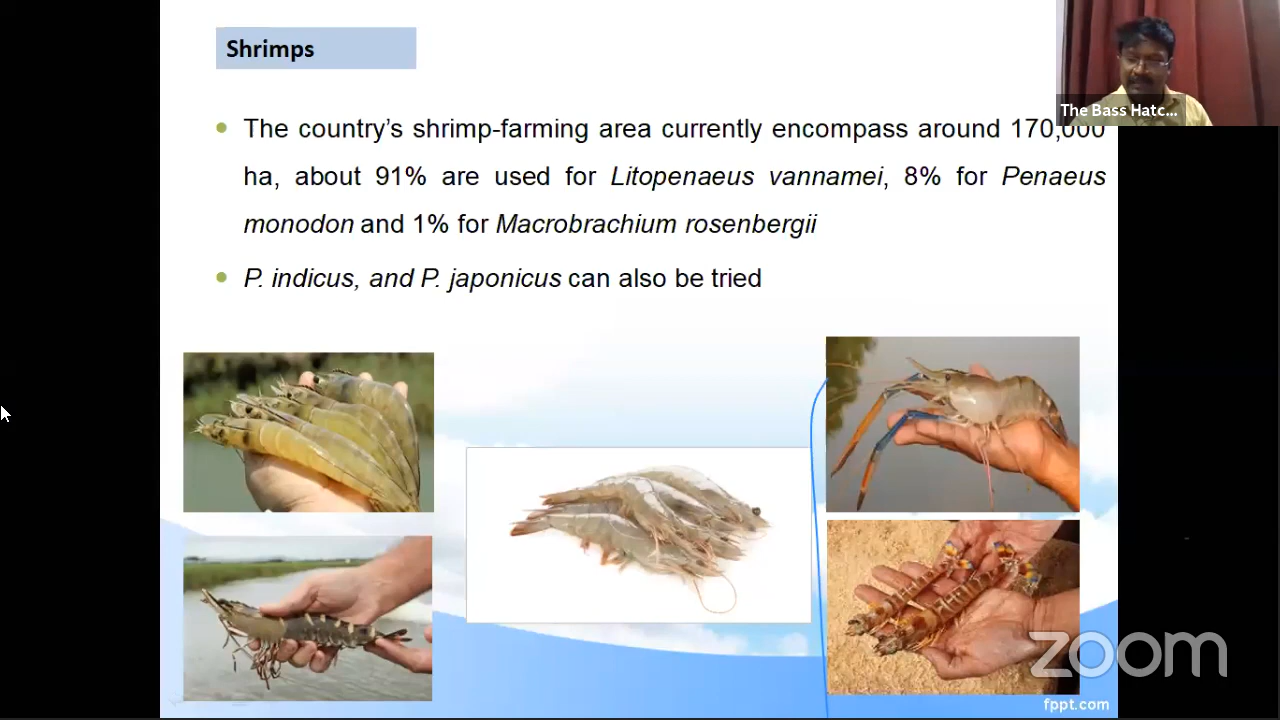 Shrimps
The Bass Hatc...
The country's shrimp-farming area currently encompass around 170,000
ha, about 91% are used for Litopenaeus vannamei, 8% for Penaeus
monodon and 1% for Macrobrachium rosenbergii
P. indicus, and P. japonicus can also be tried
zoom
fppt.com